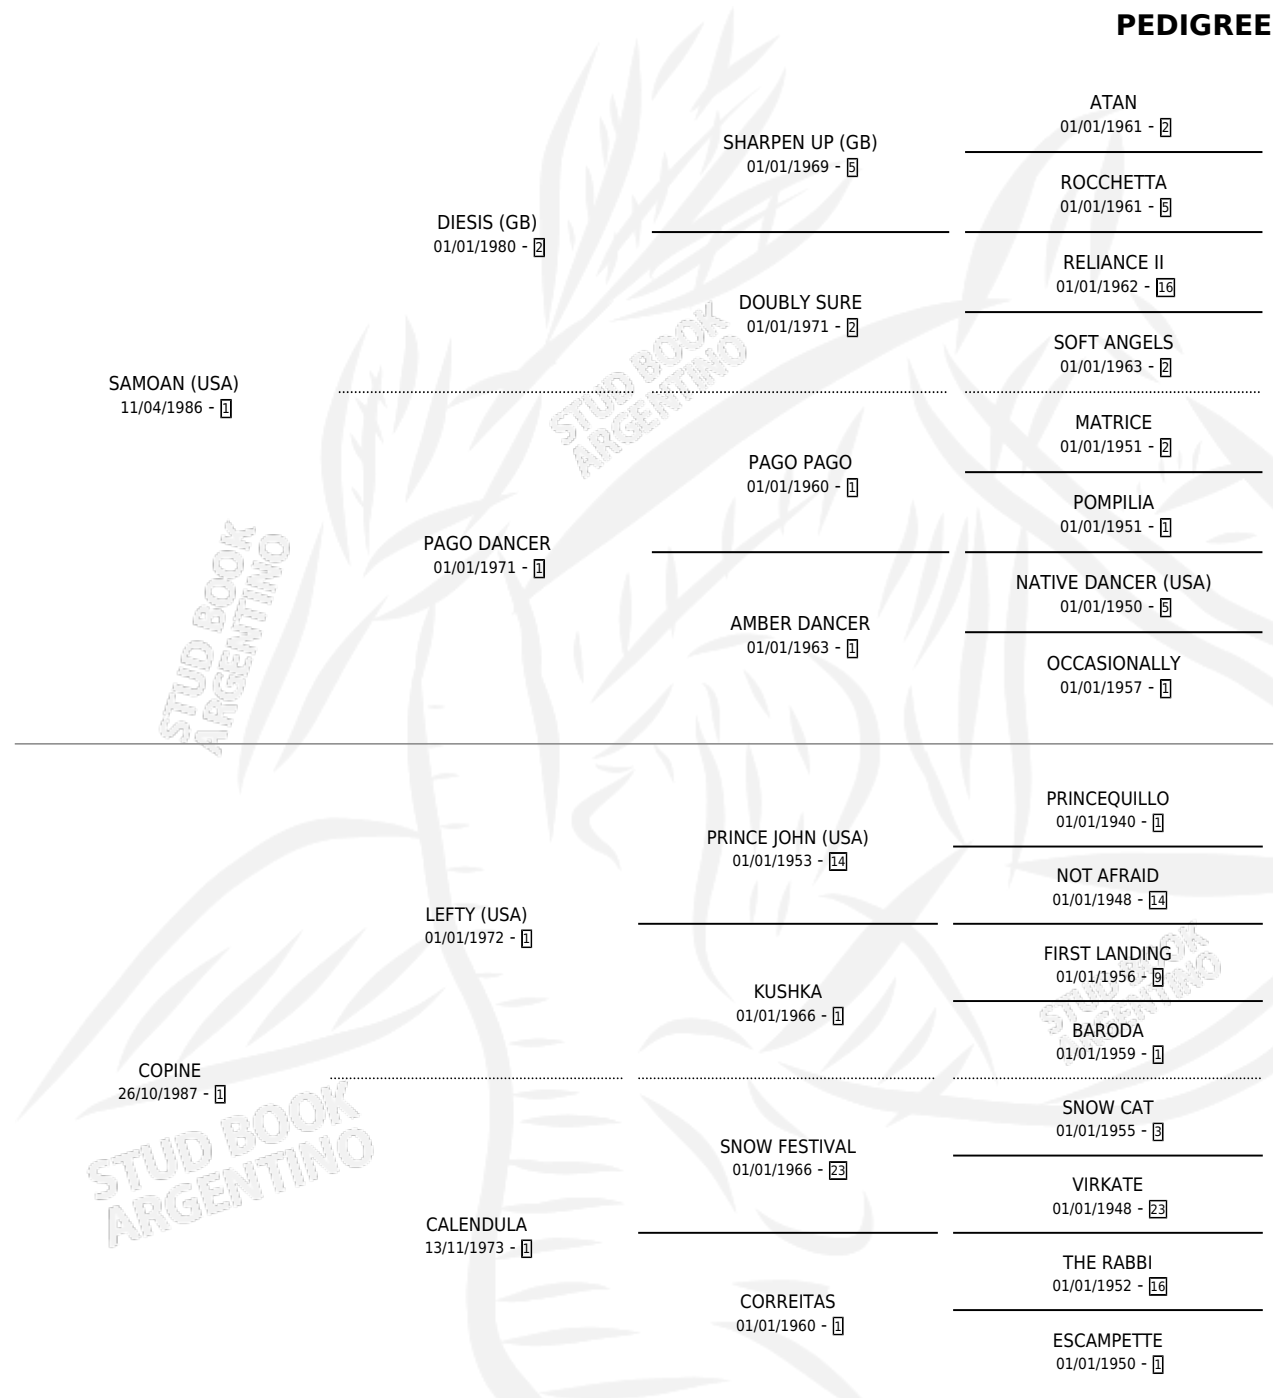 PEDIGREE
SAMOAN (USA)
11/04/1986 - 1
DIESIS (GB)
01/01/1980 - 2
SHARPEN UP (GB)
01/01/1969 - 5
ATAN
01/01/1961 - 2
ROCCHETTA
01/01/1961 - 5
DOUBLY SURE
01/01/1971 - 2
RELIANCE II
01/01/1962 - 16
SOFT ANGELS
01/01/1963 - 2
PAGO DANCER
01/01/1971 - 1
PAGO PAGO
01/01/1960 - 1
MATRICE
01/01/1951 - 2
POMPILIA
01/01/1951 - 1
AMBER DANCER
01/01/1963 - 1
NATIVE DANCER (USA)
01/01/1950 - 5
OCCASIONALLY
01/01/1957 - 1
COPINE
26/10/1987 - 1
LEFTY (USA)
01/01/1972 - 1
PRINCE JOHN (USA)
01/01/1953 - 14
PRINCEQUILLO
01/01/1940 - 1
NOT AFRAID
01/01/1948 - 14
KUSHKA
01/01/1966 - 1
FIRST LANDING
01/01/1956 - 9
BARODA
01/01/1959 - 1
CALENDULA
13/11/1973 - 1
SNOW FESTIVAL
01/01/1966 - 23
SNOW CAT
01/01/1955 - 3
VIRKATE
01/01/1948 - 23
CORREITAS
01/01/1960 - 1
THE RABBI
01/01/1952 - 16
ESCAMPETTE
01/01/1950 - 1
STUD BOOK
ARGENTINO
STUD BOOK
ARGENTINO
STUD BOOK
ARGENTINO
STUD BOOK
ARGENTINO